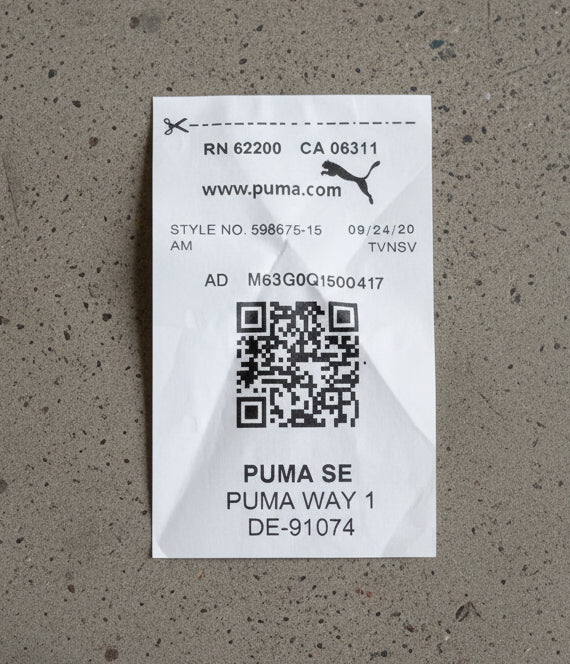 RN 62200 CA 06311
www.puma.com
STYLE NO. 598675-15 09/24/20
AM TVNSV
AD M63G0Q1500417
PUMA SE
PUMA WAY 1
DE-91074